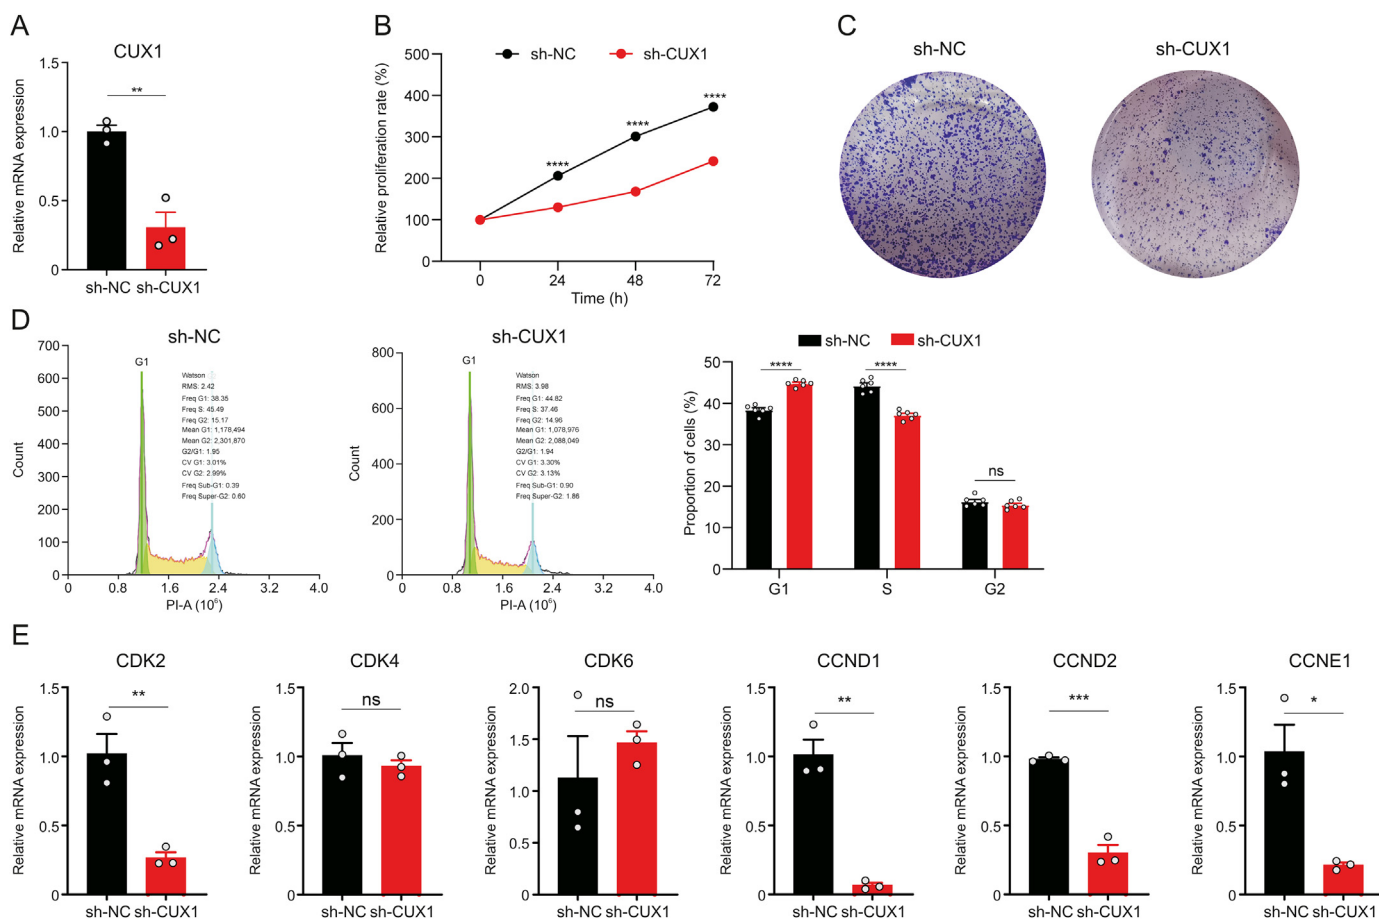 A
CUX1
Relative mRNA expression
1.5
1.0
0.5
0
**
sh-NC sh-CUX1
B
sh-NC sh-CUX1
Relative proliferation rate (%)
500
400
300
200
100
0
****
****
****
0 24 48 72
Time (h)
C
sh-NC sh-CUX1
D
sh-NC
Count
700
600
500
400
300
200
100
0
G1
Watson
RMS: 2.42
Freq G1: 38.35
Freq S: 45.49
Freq G2: 15.17
Mean G1: 1,178,494
Mean G2: 2,301,870
G2/G1: 1.95
CV G1: 3.01%
CV G2: 2.99%
Freq Sub-G1: 0.39
Freq Super-G2: 0.60
0 0.8 1.6 2.4 3.2 4.0
PI-A (10⁶)
sh-CUX1
Count
800
600
400
200
0
G1
Watson
RMS: 3.98
Freq G1: 44.82
Freq S: 37.46
Freq G2: 14.96
Mean G1: 1,078,976
Mean G2: 2,088,049
G2/G1: 1.94
CV G1: 3.30%
CV G2: 3.13%
Freq Sub-G1: 0.90
Freq Super-G2: 1.86
0 0.8 1.6 2.4 3.2 4.0
PI-A (10⁶)
sh-NC sh-CUX1
Proportion of cells (%)
50
40
30
20
10
0
****
****
ns
G1 S G2
E
CDK2
Relative mRNA expression
1.5
1.0
0.5
0
**
sh-NC sh-CUX1
CDK4
Relative mRNA expression
1.5
1.0
0.5
0
ns
sh-NC sh-CUX1
CDK6
Relative mRNA expression
2.0
1.5
1.0
0.5
0
ns
sh-NC sh-CUX1
CCND1
Relative mRNA expression
1.5
1.0
0.5
0
**
sh-NC sh-CUX1
CCND2
Relative mRNA expression
1.5
1.0
0.5
0
***
sh-NC sh-CUX1
CCNE1
Relative mRNA expression
1.5
1.0
0.5
0
*
sh-NC sh-CUX1